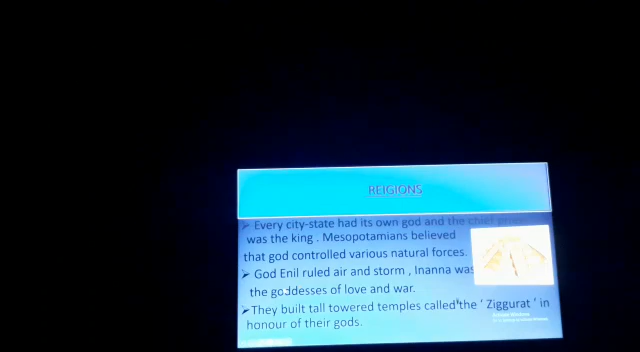 REIGIONS
➤ Every city-state had its own god and the chief
was the king . Mesopotamians believed
that god controlled various natural forces.
➤ God Enil ruled air and storm , Inanna was
the goddesses of love and war.
➤They built tall towered temples called the ‘ Ziggurat ’ in
honour of their gods.